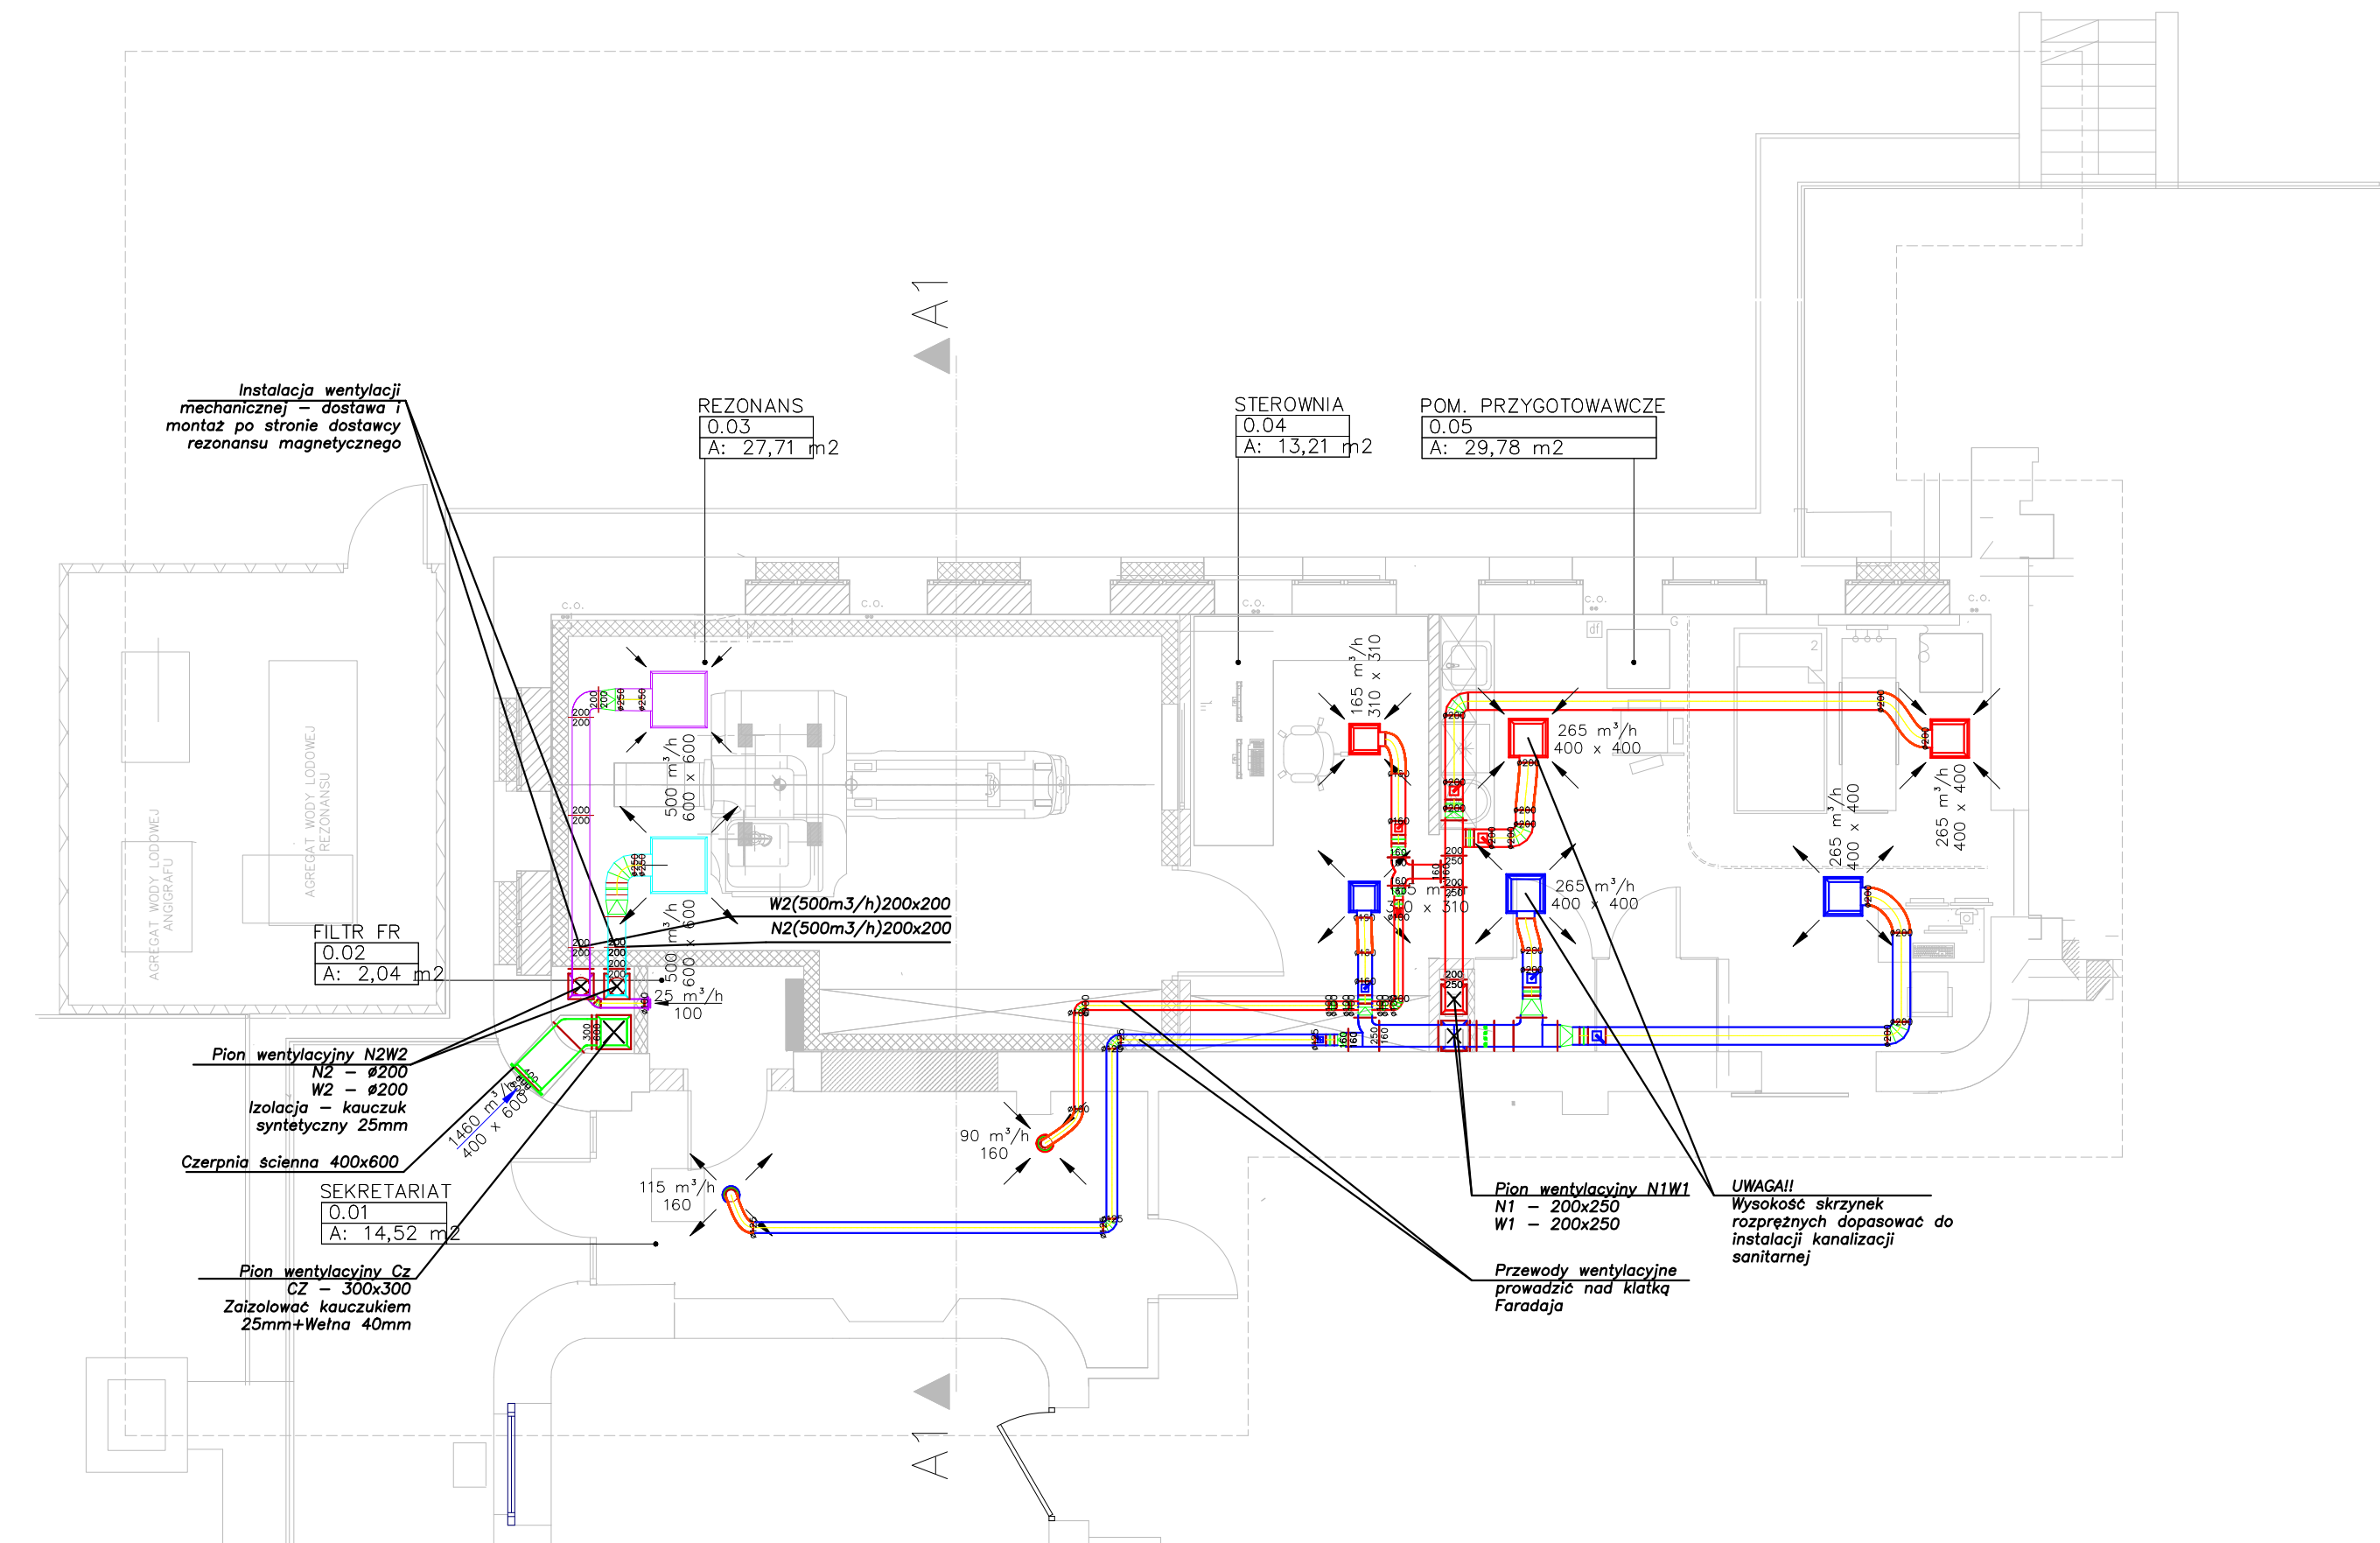 A1
Instalacja wentylacji
mechanicznej – dostawa i
montaż po stronie dostawcy
rezonansu magnetycznego
REZONANS
0.03
A: 27,71 m2
STEROWNIA
0.04
A: 13,21 m2
POM. PRZYGOTOWAWCZE
0.05
A: 29,78 m2
c.o.
c.o.
c.o.
c.o.
c.o.
df
G
2
AGREGAT WODY LODOWEJ
ANGIGRAFU
AGREGAT WODY LODOWEJ
REZONANSU
500 m³/h
600 x 600
165 m³/h
310 x 310
265 m³/h
400 x 400
265 m³/h
400 x 400
265 m³/h
400 x 400
265 m³/h
400 x 400
500 m³/h
600 x 600
W2(500m3/h)200x200
N2(500m3/h)200x200
FILTR FR
0.02
A: 2,04 m2
25 m³/h
100
Pion wentylacyjny N2W2
N2 – ø200
W2 – ø200
Izolacja – kauczuk
syntetyczny 25mm
1460 m³/h
400 x 600
Czerpnia ścienna 400x600
SEKRETARIAT
0.01
A: 14,52 m2
Pion wentylacyjny Cz
CZ – 300x300
Zaizolować kauczukiem
25mm+Wełna 40mm
90 m³/h
160
115 m³/h
160
Pion wentylacyjny N1W1
N1 – 200x250
W1 – 200x250
Przewody wentylacyjne
prowadzić nad klatką
Faradaja
UWAGA!!
Wysokość skrzynek
rozprężnych dopasować do
instalacji kanalizacji
sanitarnej
A1